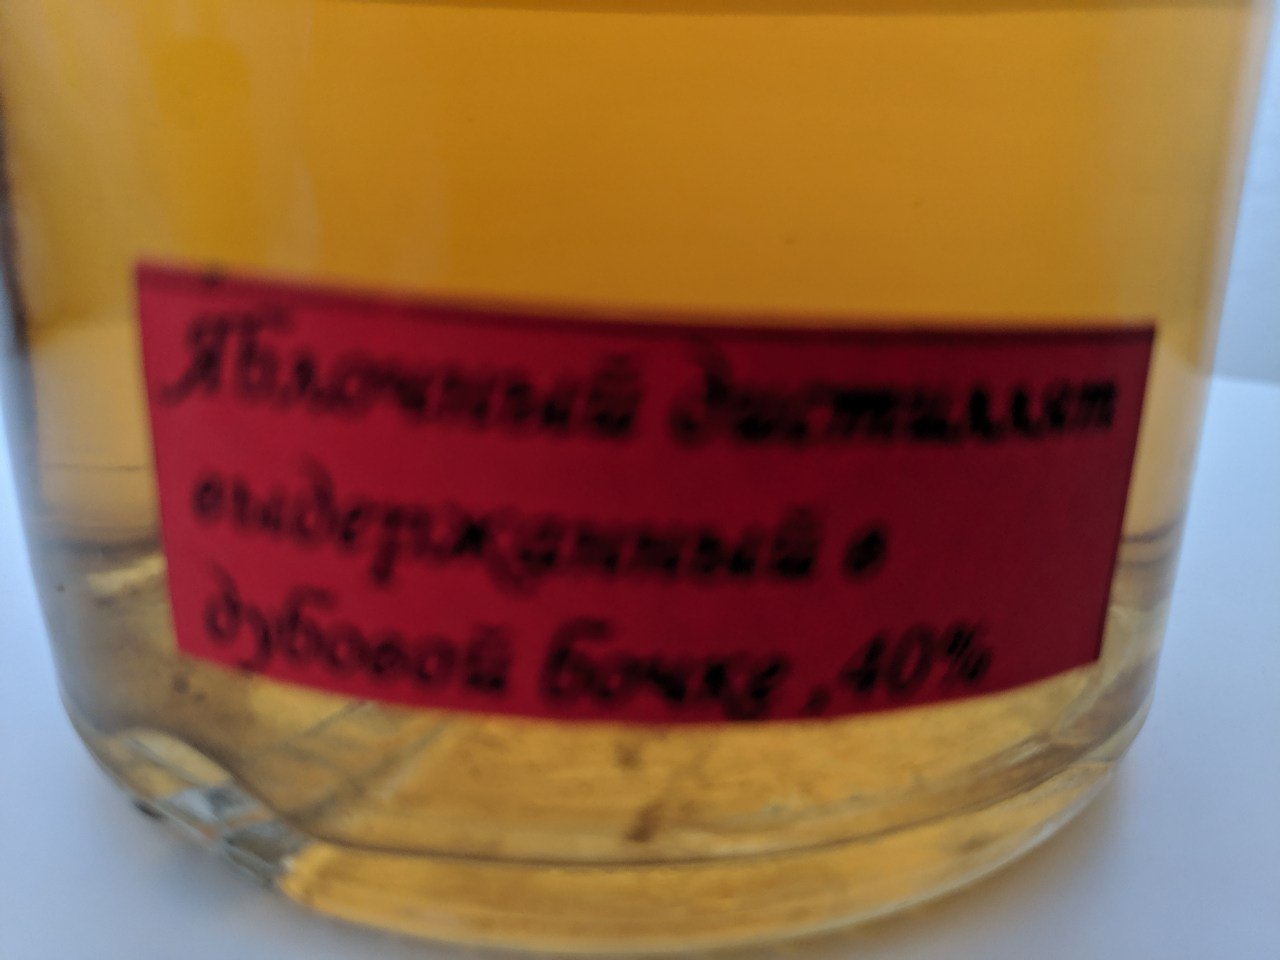 Яблочный дистиллят
выдержанный в
дубовой бочке, 40%